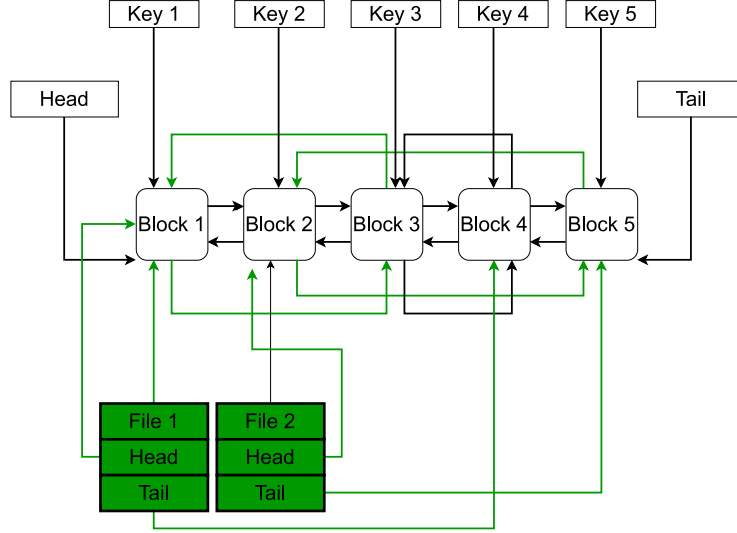 Key 1
Key 2
Key 3
Key 4
Key 5
Head
Tail
Block 1
Block 2
Block 3
Block 4
Block 5
File 1
File 2
Head
Head
Tail
Tail